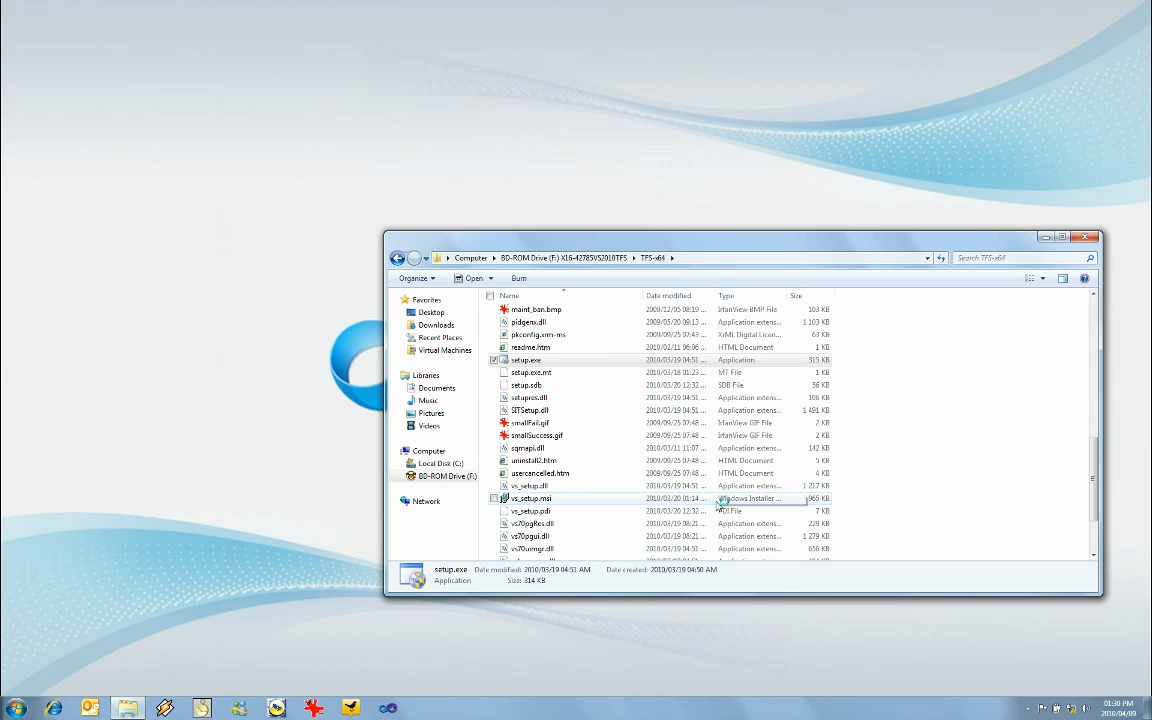 Computer BD-ROM Drive (F:) X16-42785VS2010TFS TFS-x64 Search TFS-x64
Organize Open Burn
Name Date modified Type Size
Favorites
Desktop
Downloads
Recent Places
Virtual Machines
Libraries
Documents
Music
Pictures
Videos
Computer
Local Disk (C:)
BD-ROM Drive (F:)
Network
maint_ban.bmp 2009/12/05 08:19 ... IrfanView BMP File 103 KB
pidgenx.dll 2009/05/20 09:13 ... Application extens... 1 103 KB
pkconfig.xrm-ms 2009/09/25 07:43 ... XrML Digital Licen... 63 KB
readme.htm 2010/02/11 06:06 ... HTML Document 1 KB
setup.exe 2010/03/19 04:51 ... Application 315 KB
setup.exe.mt 2010/03/18 01:23 ... MT File 1 KB
setup.sdb 2010/03/20 12:32 ... SDB File 56 KB
setupres.dll 2010/03/19 04:51 ... Application extens... 106 KB
SITSetup.dll 2010/03/19 04:51 ... Application extens... 1 491 KB
smallFail.gif 2009/09/25 07:48 ... IrfanView GIF File 2 KB
smallSuccess.gif 2009/09/25 07:48 ... IrfanView GIF File 2 KB
sqmapi.dll 2010/03/11 11:07 ... Application extens... 142 KB
uninstall2.htm 2009/09/25 07:48 ... HTML Document 5 KB
usercancelled.htm 2009/09/25 07:48 ... HTML Document 4 KB
vs_setup.dll 2010/03/19 04:51 ... Application extens... 1 217 KB
vs_setup.msi 2010/03/20 01:14 ... Windows Installer ... 965 KB
vs_setup.pdi 2010/03/20 12:32 ... PDI File 7 KB
vs70pgRes.dll 2010/03/19 08:21 ... Application extens... 229 KB
vs70pgui.dll 2010/03/19 08:21 ... Application extens... 1 279 KB
vs70uimgr.dll 2010/03/19 04:51 ... Application extens... 656 KB
setup.exe Date modified: 2010/03/19 04:51 AM Date created: 2010/03/19 04:50 AM
Application Size: 314 KB
01:30 PM
2010/04/09